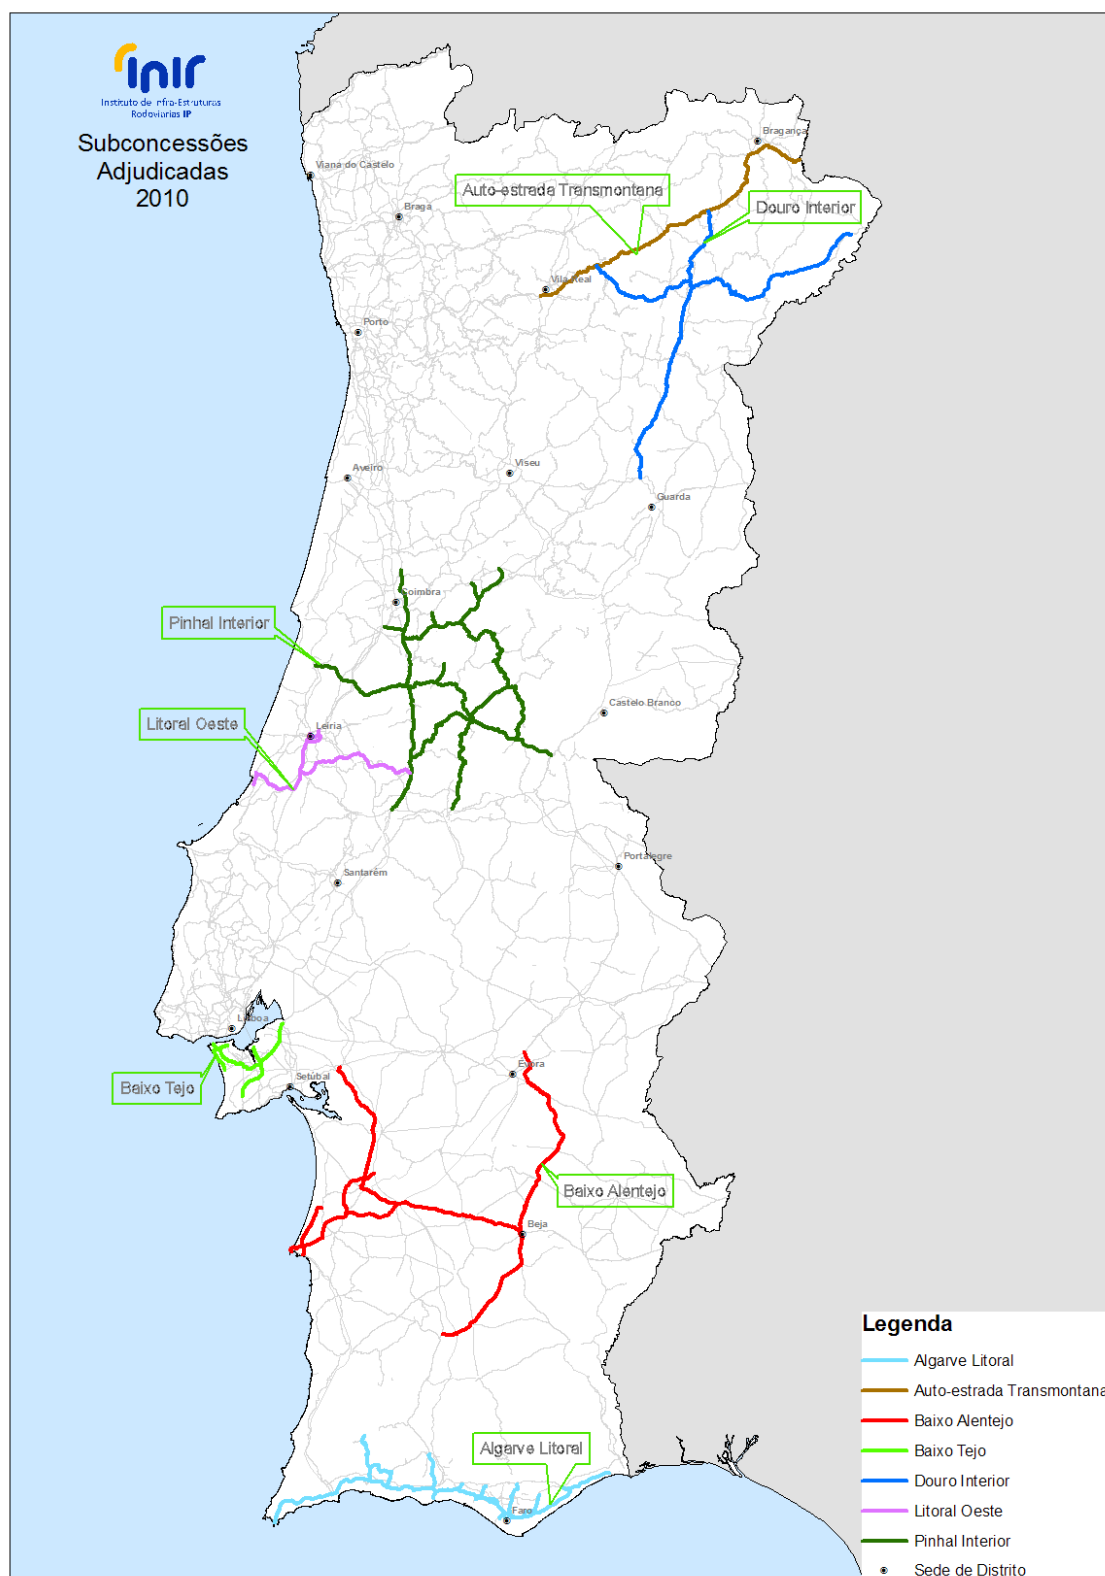 inir
Instituto de Infra-Estruturas
Rodoviarias IP
Subconcessões
Adjudicadas
2010
Bragança
Viana do Castelo
Auto-estrada Transmontana
Braga
Douro Interior
Vila Real
Porto
Viseu
Aveiro
Guarda
Coimbra
Pinhal Interior
Castelo Branco
Litoral Oeste
Leiria
Portalegre
Santarém
Lisboa
Évora
Setúbal
Baixo Tejo
Baixo Alentejo
Beja
Algarve Litoral
Faro
Legenda
Algarve Litoral
Auto-estrada Transmontana
Baixo Alentejo
Baixo Tejo
Douro Interior
Litoral Oeste
Pinhal Interior
Sede de Distrito